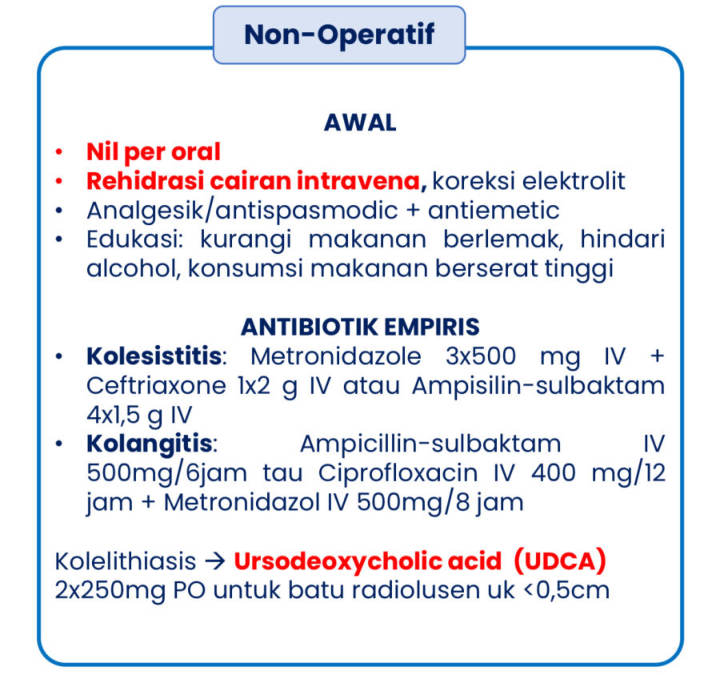 Non-Operatif
AWAL
• Nil per oral
• Rehidrasi cairan intravena, koreksi elektrolit
• Analgesik/antispasmodic + antiemetic
• Edukasi: kurangi makanan berlemak, hindari
alcohol, konsumsi makanan berserat tinggi
ANTIBIOTIK EMPIRIS
• Kolesistitis: Metronidazole 3x500 mg IV +
Ceftriaxone 1x2 g IV atau Ampisilin-sulbaktam
4x1,5 g IV
• Kolangitis: Ampicillin-sulbaktam IV
500mg/6jam tau Ciprofloxacin IV 400 mg/12
jam + Metronidazol IV 500mg/8 jam
Kolelithiasis → Ursodeoxycholic acid (UDCA)
2x250mg PO untuk batu radiolusen uk <0,5cm